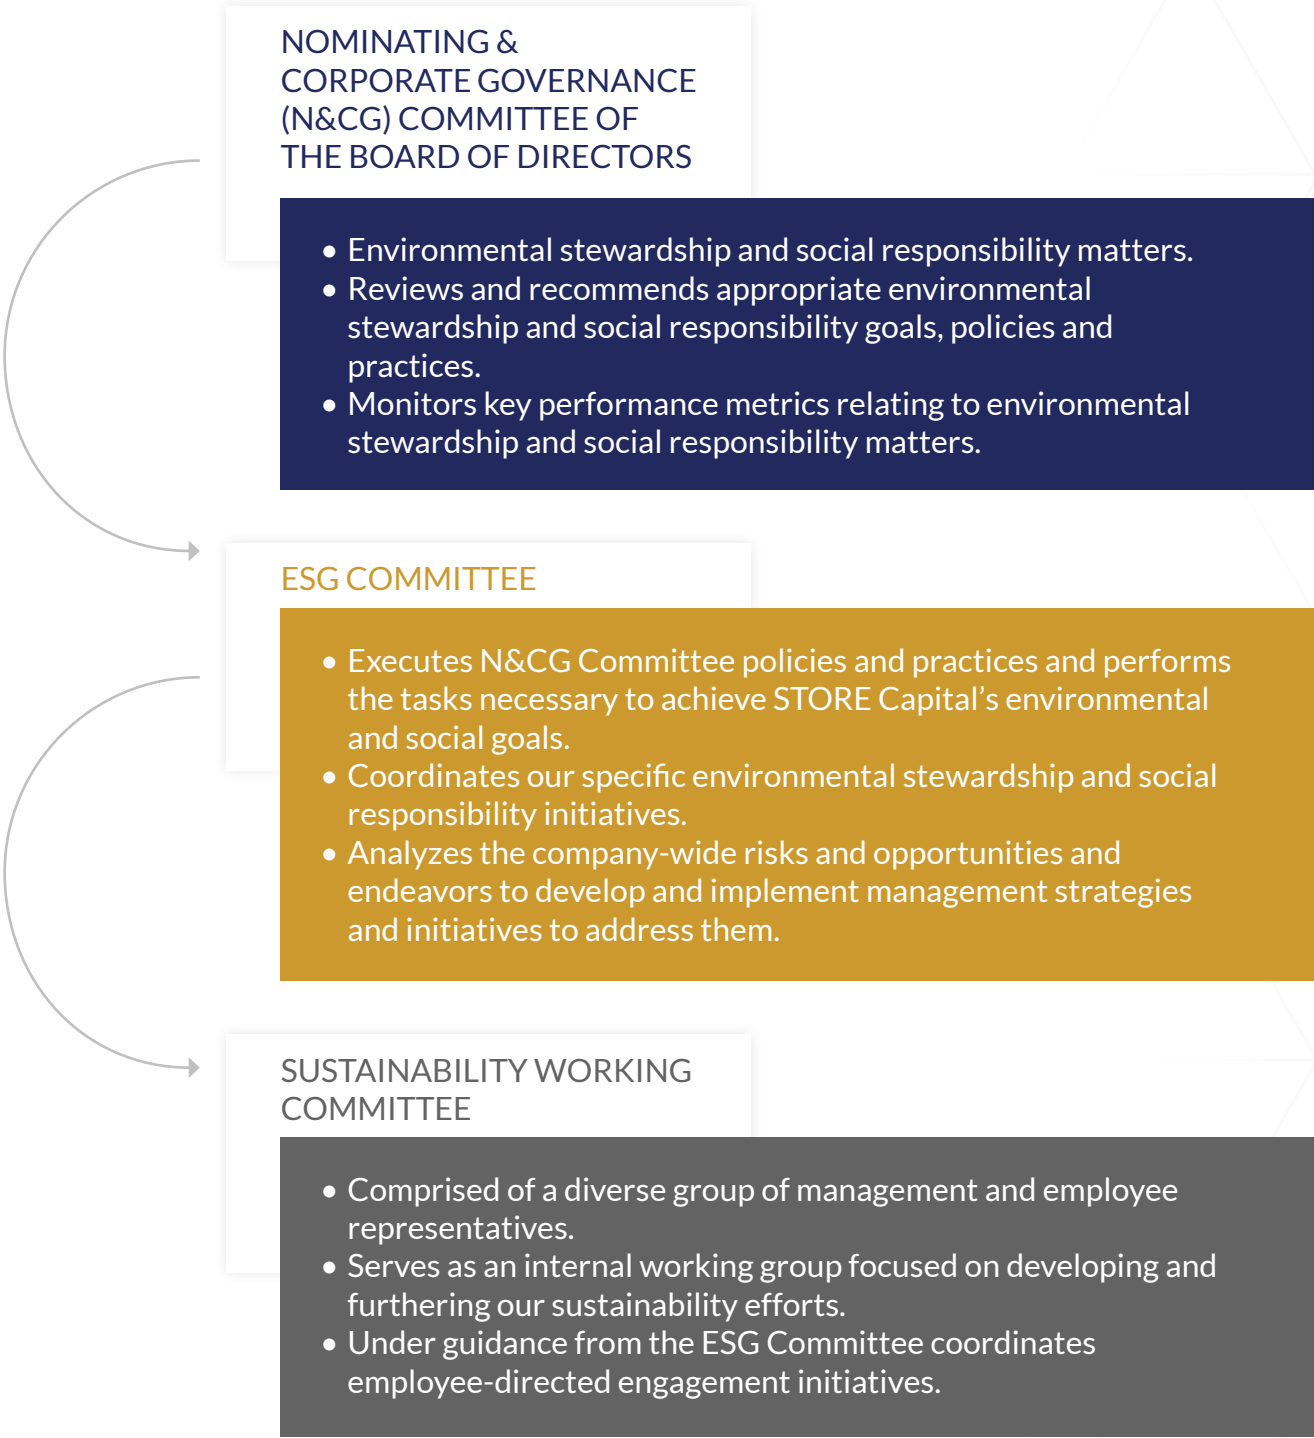 NOMINATING &
CORPORATE GOVERNANCE
(N&CG) COMMITTEE OF
THE BOARD OF DIRECTORS
• Environmental stewardship and social responsibility matters.
• Reviews and recommends appropriate environmental
stewardship and social responsibility goals, policies and
practices.
• Monitors key performance metrics relating to environmental
stewardship and social responsibility matters.
ESG COMMITTEE
• Executes N&CG Committee policies and practices and performs
the tasks necessary to achieve STORE Capital’s environmental
and social goals.
• Coordinates our specific environmental stewardship and social
responsibility initiatives.
• Analyzes the company-wide risks and opportunities and
endeavors to develop and implement management strategies
and initiatives to address them.
SUSTAINABILITY WORKING
COMMITTEE
• Comprised of a diverse group of management and employee
representatives.
• Serves as an internal working group focused on developing and
furthering our sustainability efforts.
• Under guidance from the ESG Committee coordinates
employee-directed engagement initiatives.